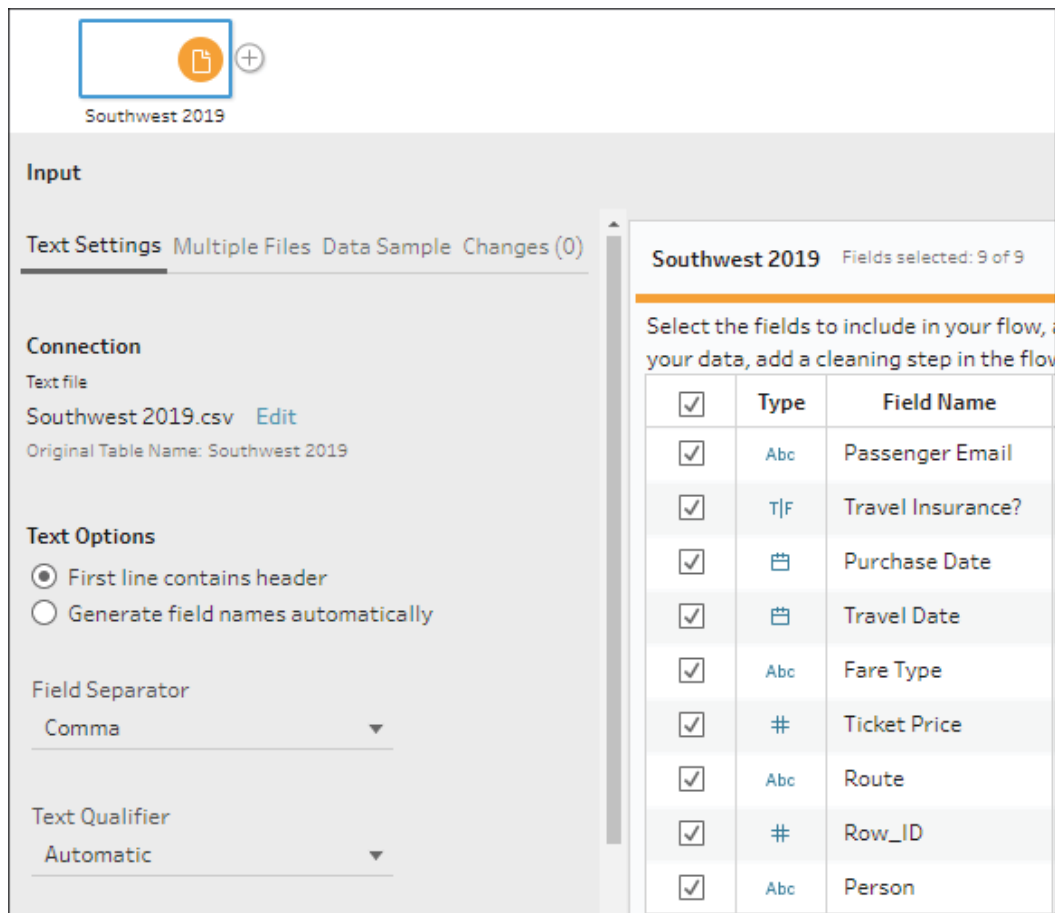 Southwest 2019
Input
Text Settings Multiple Files Data Sample Changes (0)
Connection
Text file
Southwest 2019.csv Edit
Original Table Name: Southwest 2019
Text Options
First line contains header
Generate field names automatically
Field Separator
Comma
Text Qualifier
Automatic
Southwest 2019 Fields selected: 9 of 9
Select the fields to include in your flow,
your data, add a cleaning step in the flow
Type Field Name
Abc Passenger Email
T|F Travel Insurance?
Purchase Date
Travel Date
Abc Fare Type
# Ticket Price
Abc Route
# Row_ID
Abc Person